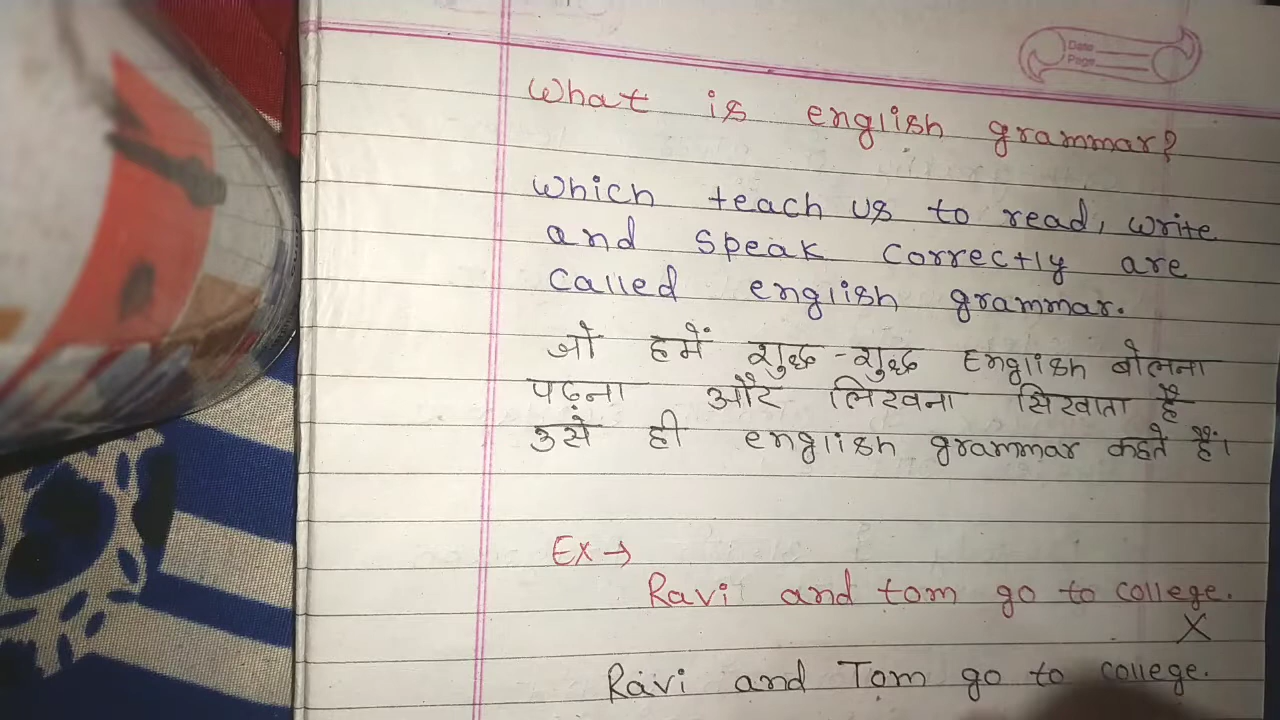 Date
Page
What is english grammar?
Which teach us to read, write
and speak correctly are
called english grammar.
जो हमें शुद्ध-शुद्ध English बोलना
पढ़ना और लिखना सिखाता है
उसे ही english grammar कहते हैं।
Ex →
Ravi and tom go to college.
X
Ravi and Tom go to college.